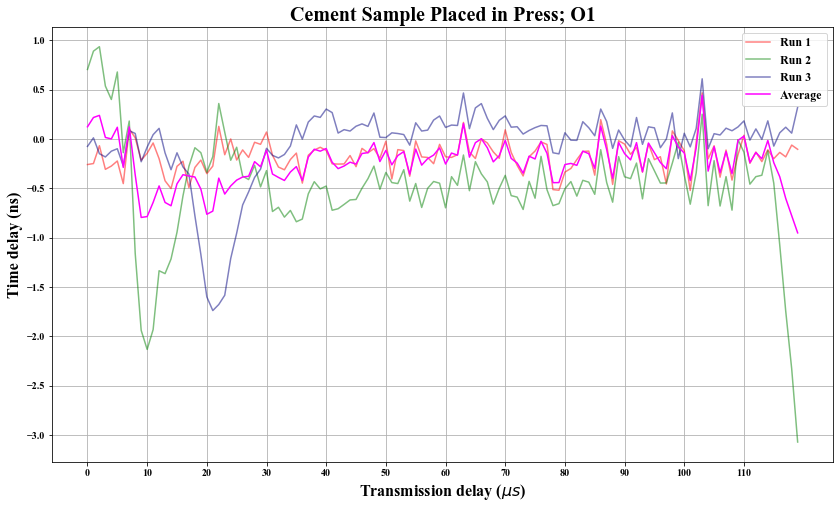 Cement Sample Placed in Press; O1
Run 1
Run 2
Run 3
Average
1.0
0.5
0.0
−0.5
−1.0
−1.5
−2.0
−2.5
−3.0
Time delay (ns)
0 10 20 30 40 50 60 70 80 90 100 110
Transmission delay (μs)